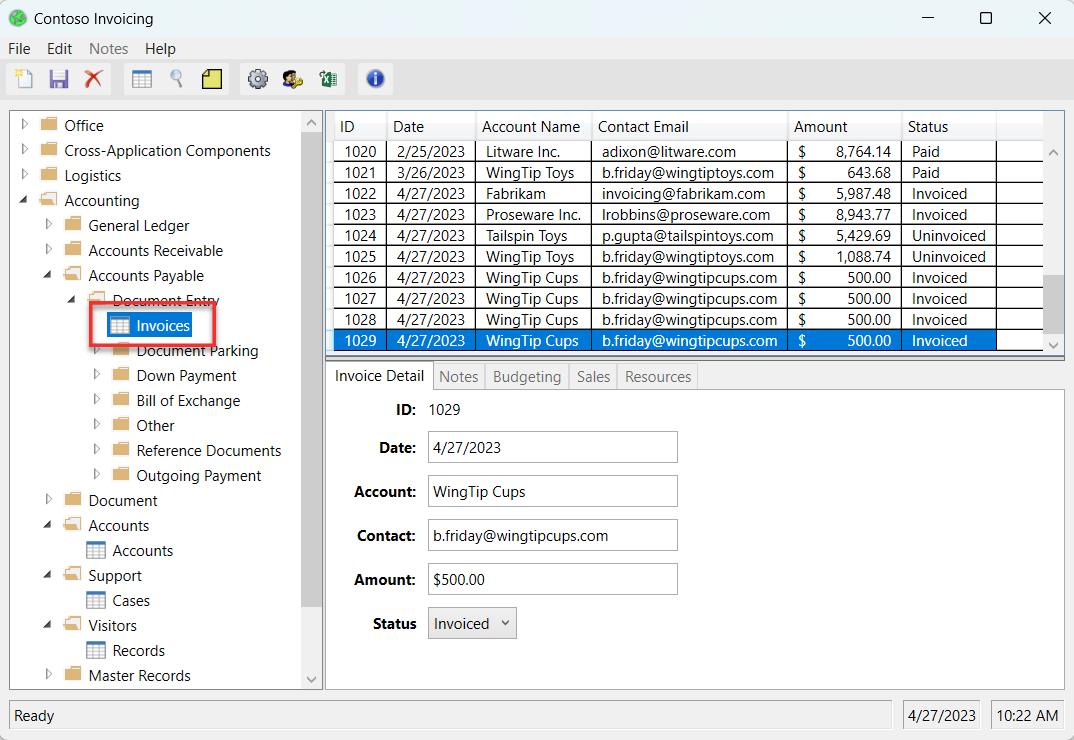 Contoso Invoicing
File Edit Notes Help
Office
Cross-Application Components
Logistics
Accounting
General Ledger
Accounts Receivable
Accounts Payable
Document Entry
Invoices
Document Parking
Down Payment
Bill of Exchange
Other
Reference Documents
Outgoing Payment
Document
Accounts
Accounts
Support
Cases
Visitors
Records
Master Records
ID Date Account Name Contact Email Amount Status
1020 2/25/2023 Litware Inc. adixon@litware.com $ 8,764.14 Paid
1021 3/26/2023 WingTip Toys b.friday@wingtiptoys.com $ 643.68 Paid
1022 4/27/2023 Fabrikam invoicing@fabrikam.com $ 5,987.48 Invoiced
1023 4/27/2023 Proseware Inc. lrobbins@proseware.com $ 8,943.77 Invoiced
1024 4/27/2023 Tailspin Toys p.gupta@tailspintoys.com $ 5,429.69 Uninvoiced
1025 4/27/2023 WingTip Toys b.friday@wingtiptoys.com $ 1,088.74 Uninvoiced
1026 4/27/2023 WingTip Cups b.friday@wingtipcups.com $ 500.00 Invoiced
1027 4/27/2023 WingTip Cups b.friday@wingtipcups.com $ 500.00 Invoiced
1028 4/27/2023 WingTip Cups b.friday@wingtipcups.com $ 500.00 Invoiced
1029 4/27/2023 WingTip Cups b.friday@wingtipcups.com $ 500.00 Invoiced
Invoice Detail Notes Budgeting Sales Resources
ID: 1029
Date: 4/27/2023
Account: WingTip Cups
Contact: b.friday@wingtipcups.com
Amount: $500.00
Status Invoiced
Ready 4/27/2023 10:22 AM